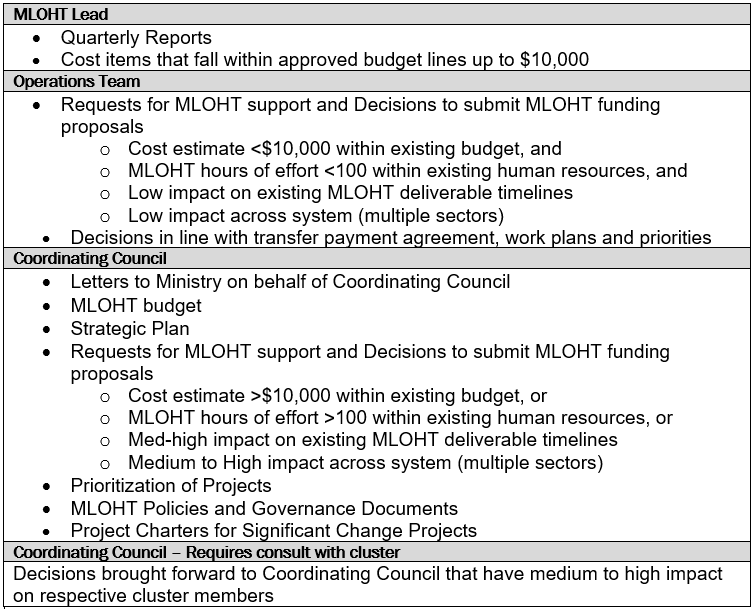 MLOHT Lead
• Quarterly Reports
• Cost items that fall within approved budget lines up to $10,000
Operations Team
• Requests for MLOHT support and Decisions to submit MLOHT funding
proposals
o Cost estimate <$10,000 within existing budget, and
o MLOHT hours of effort <100 within existing human resources, and
o Low impact on existing MLOHT deliverable timelines
o Low impact across system (multiple sectors)
• Decisions in line with transfer payment agreement, work plans and priorities
Coordinating Council
• Letters to Ministry on behalf of Coordinating Council
• MLOHT budget
• Strategic Plan
• Requests for MLOHT support and Decisions to submit MLOHT funding
proposals
o Cost estimate >$10,000 within existing budget, or
o MLOHT hours of effort >100 within existing human resources, or
o Med-high impact on existing MLOHT deliverable timelines
o Medium to High impact across system (multiple sectors)
• Prioritization of Projects
• MLOHT Policies and Governance Documents
• Project Charters for Significant Change Projects
Coordinating Council – Requires consult with cluster
Decisions brought forward to Coordinating Council that have medium to high impact
on respective cluster members